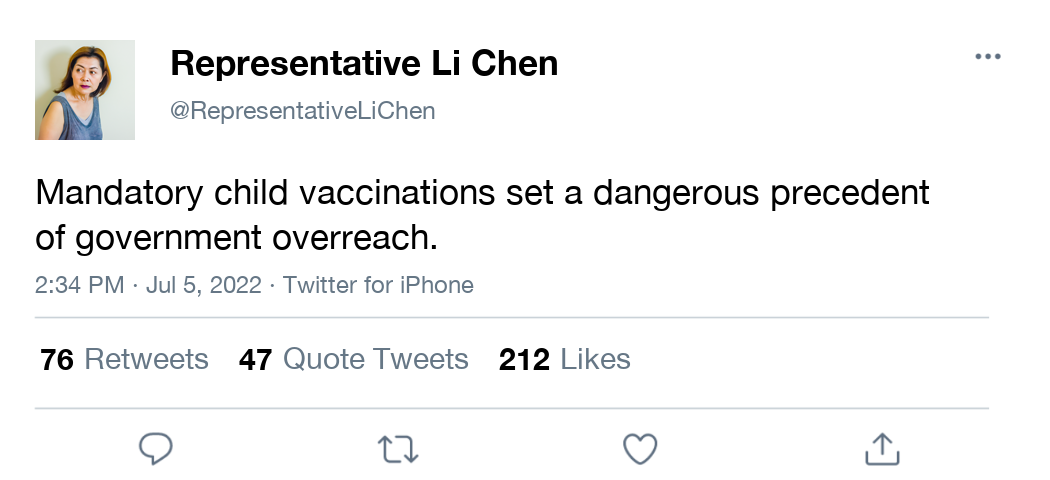 Representative Li Chen
@RepresentativeLiChen
Mandatory child vaccinations set a dangerous precedent
of government overreach.
2:34 PM · Jul 5, 2022 · Twitter for iPhone
76 Retweets 47 Quote Tweets 212 Likes